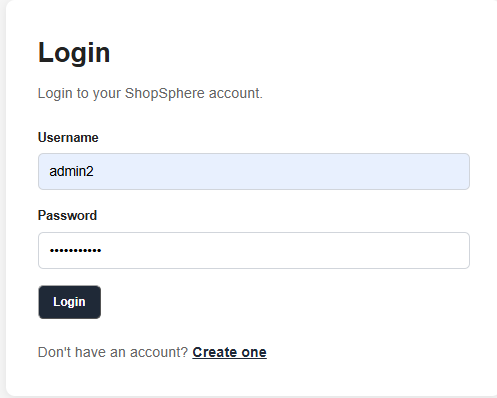 Login
Login to your ShopSphere account.
Username
admin2
Password
•••••••••••
Login
Don't have an account? Create one